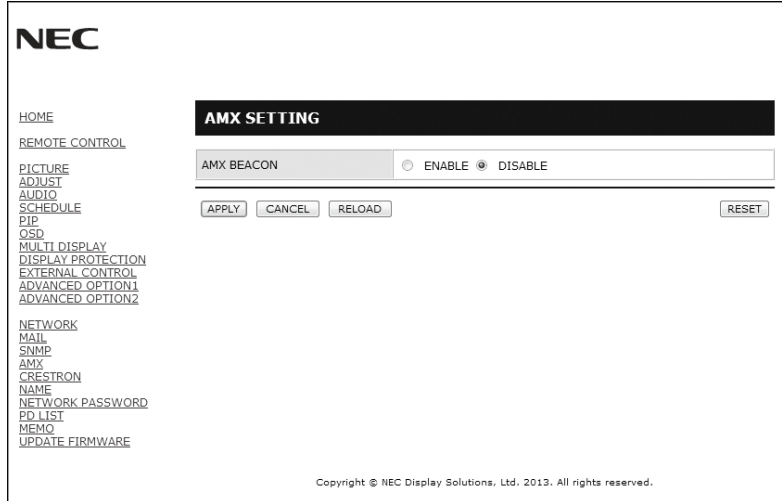 NEC
HOME
REMOTE CONTROL
PICTURE
ADJUST
AUDIO
SCHEDULE
PIP
OSD
MULTI DISPLAY
DISPLAY PROTECTION
EXTERNAL CONTROL
ADVANCED OPTION1
ADVANCED OPTION2
NETWORK
MAIL
SNMP
AMX
CRESTRON
NAME
NETWORK PASSWORD
PD LIST
MEMO
UPDATE FIRMWARE
AMX SETTING
AMX BEACON ENABLE DISABLE
APPLY CANCEL RELOAD RESET
Copyright © NEC Display Solutions, Ltd. 2013. All rights reserved.